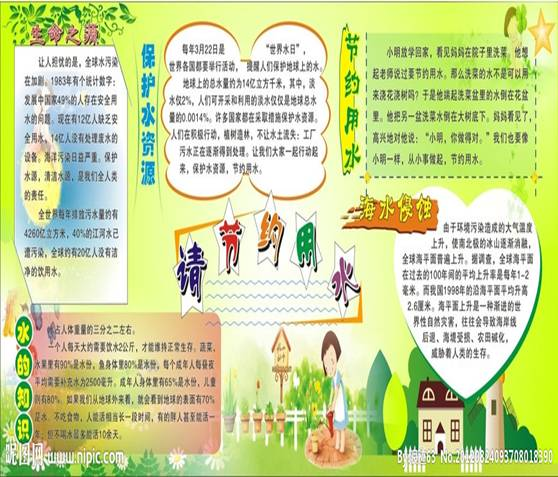 生命之源
让人担忧的是，全球水污染
在加剧。1983年有个统计数字：
发展中国家49%的人存在安全用
水的问题。现在有12亿人缺乏安
全用水，14亿人没有处理废水的
设备。海洋污染日益严重。保护
水源，清洁水源，是我们全人类
的责任。
全世界每年排放污水量约有
4260亿立方米，40%的江河水已
遭污染，全球约有20亿人没有洁
净的饮用水。
保护水资源
每年3月22日是“世界水日”，
世界各国都要举行活动，提醒人们保护地球上的水。
地球上的总水量约为14亿立方千米，其中，淡
水仅2%，人们可开采和利用的淡水仅仅是地球总水
量的0.0014%。许多国家都在采取措施保护水资源。
人们在积极行动，植树造林，不让水土流失；工厂
污水正在逐渐得到处理。让我们大家一起行动起
来，保护水资源，节约用水。
节约用水
小明放学回家，看见妈妈在院子里洗菜。他想
起老师说过要节约用水。那么洗菜的水不是可以用
来浇花浇树吗？于是他端起洗菜盆里的水倒在花盆
里。他把另一盆洗菜水倒在大树底下。妈妈看见了，
高兴地对他说：“小明，你做得对。”我们也要像
小明一样，从小事做起，节约用水。
请节约用水
海水侵蚀
由于环境污染造成的大气温度
上升，使南北极的冰山逐渐消融，
全球海平面普遍上升。据调查，全球海平面
在过去的100年间的平均上升率是每年1-2
毫米。而我国1998年的沿海平面平均升高
2.6厘米。海平面上升是一种渐进的世
界性自然灾害，往往会导致海岸线
后退、海堤受损、农田碱化，
威胁着人类的生存。
水的知识
占人体重量的三分之二左右。
一个人每天大约需要饮水2公斤，才能维持正常生存。蔬菜、
水果里有90%是水份，鱼身体里80%是水份。每个成年人每昼夜
平均需要补充水为2500毫升。成年人身体里有65%是水份，儿童
则有80%。如果我们从地球外来看，就会看到地球的表面有70%
是水。不吃食物，人能活相当长一段时间，有的胖人甚至能活一
年；但不喝水最多能活10余天。
昵图网 www.nipic.com